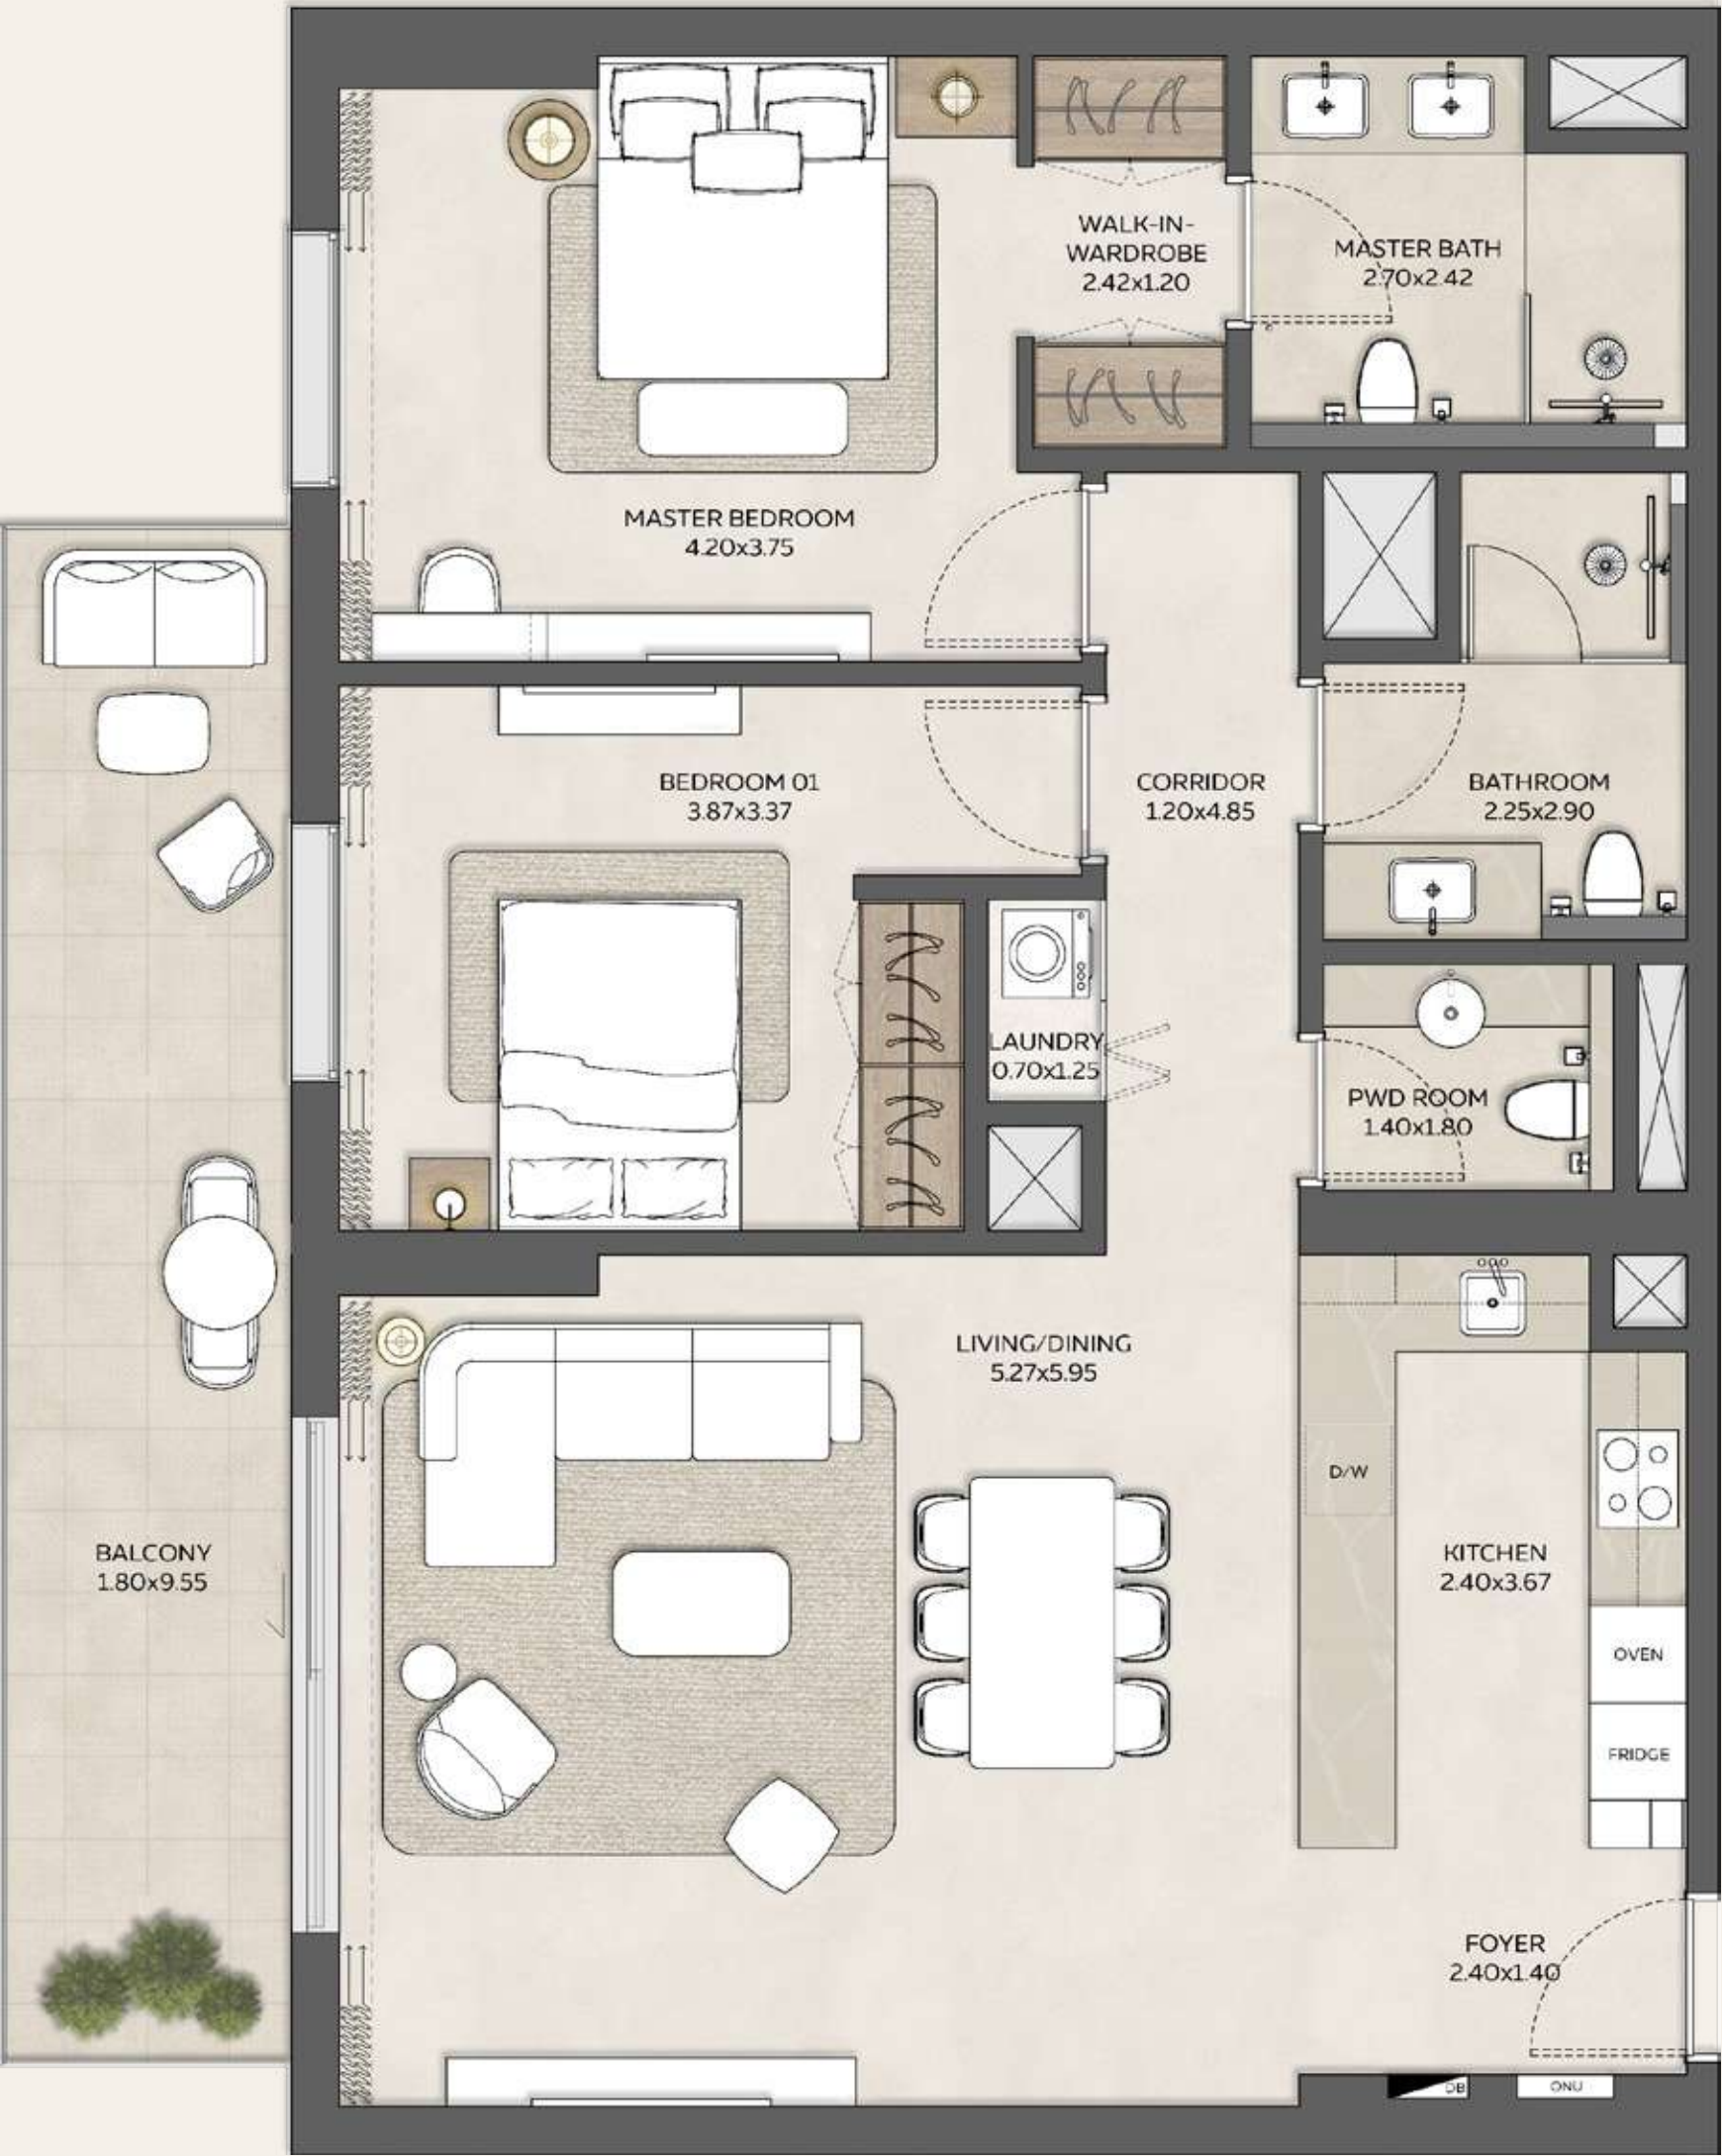 WALK-IN-
WARDROBE
2.42x1.20
MASTER BATH
2.70x2.42
MASTER BEDROOM
4.20x3.75
BEDROOM 01
3.87x3.37
CORRIDOR
1.20x4.85
BATHROOM
2.25x2.90
LAUNDRY
0.70x1.25
PWD ROOM
1.40x1.80
LIVING/DINING
5.27x5.95
D/W
BALCONY
1.80x9.55
KITCHEN
2.40x3.67
OVEN
FRIDGE
FOYER
2.40x1.40
DB
ONU